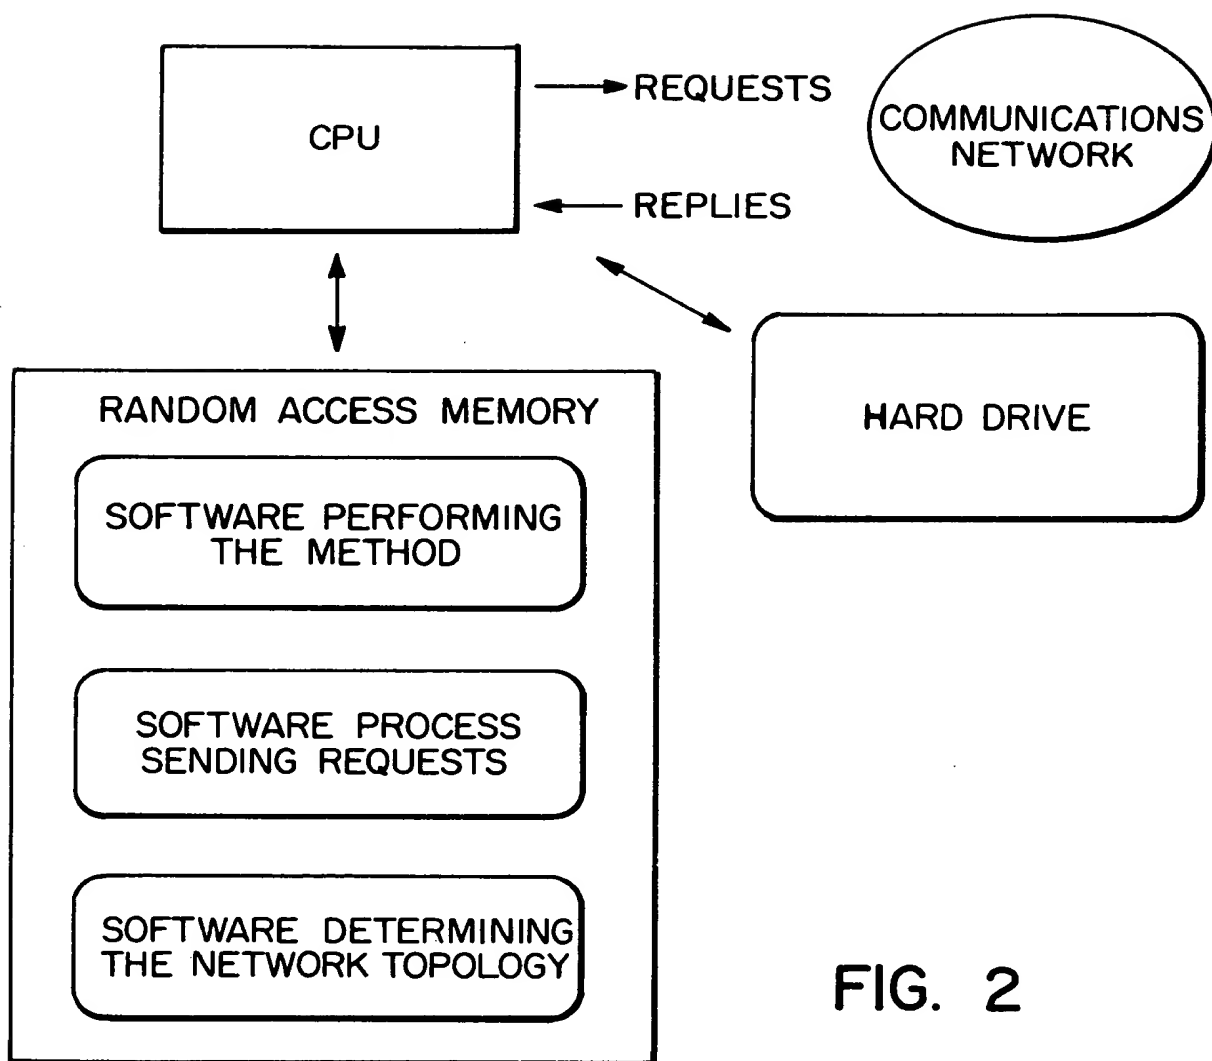 CPU
REQUESTS
REPLIES
COMMUNICATIONS
NETWORK
HARD DRIVE
RANDOM ACCESS MEMORY
SOFTWARE PERFORMING
THE METHOD
SOFTWARE PROCESS
SENDING REQUESTS
SOFTWARE DETERMINING
THE NETWORK TOPOLOGY
FIG. 2